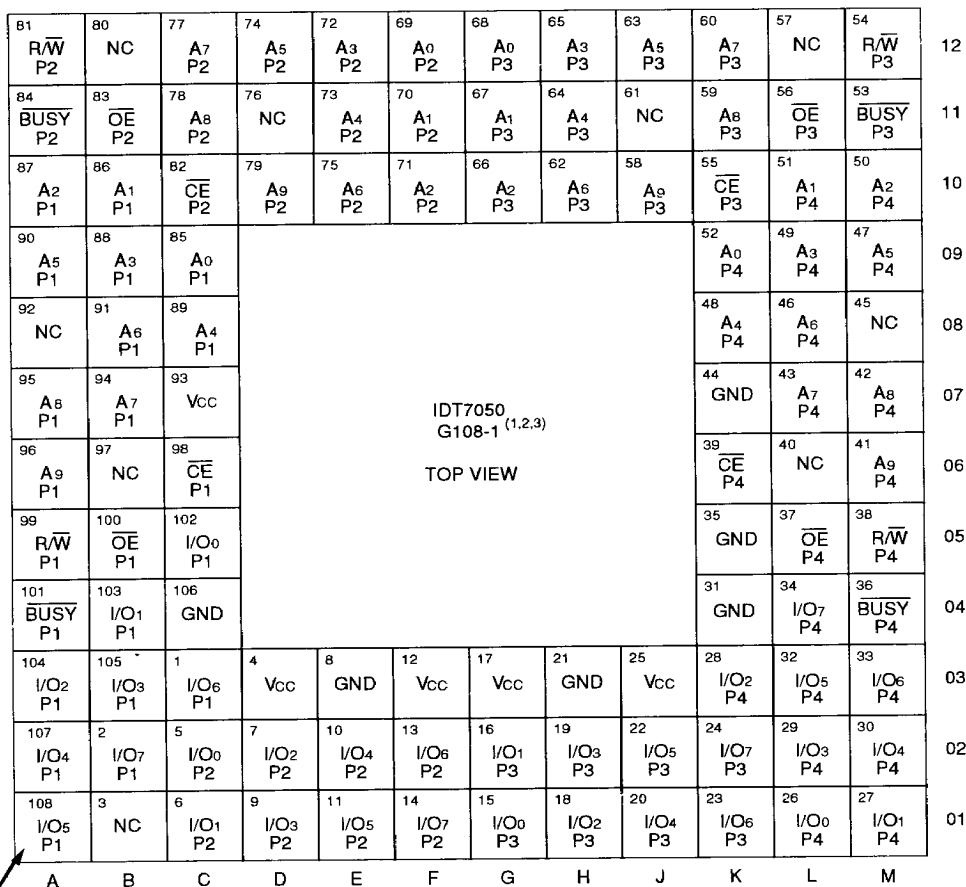 81 80 77 74 72 69 68 65 63 60 57 54
R/W NC A7 A5 A3 A0 A0 A3 A5 A7 NC R/W 12
P2 P2 P2 P2 P2 P3 P3 P3 P3 P3
84 83 78 76 73 70 67 64 61 59 56 53
BUSY OE A8 NC A4 A1 A1 A4 NC A8 OE BUSY 11
P2 P2 P2 P2 P2 P3 P3 P3 P3 P3
87 86 82 79 75 71 66 62 58 55 51 50
A2 A1 CE A9 A6 A2 A2 A6 A9 CE A1 A2 10
P1 P1 P2 P2 P2 P2 P3 P3 P3 P3 P4 P4
90 88 85 52 49 47
A5 A3 A0 A0 A3 A5 09
P1 P1 P1 P4 P4 P4
92 91 89 48 46 45
NC A6 A4 A4 A6 NC 08
P1 P1 P4 P4
95 94 93 44 43 42
A8 A7 VCC GND A7 A8 07
P1 P1 P4 P4
IDT7050
G108-1 (1,2,3)
TOP VIEW
96 97 98 39 40 41
A9 NC CE CE NC A9 06
P1 P1 P4 P4
99 100 102 35 37 38
R/W OE I/O0 GND OE R/W 05
P1 P1 P1 P4 P4
101 103 106 31 34 36
BUSY I/O1 GND GND I/O7 BUSY 04
P1 P1 P4 P4
104 105 1 4 8 12 17 21 25 28 32 33
I/O2 I/O3 I/O6 VCC GND VCC VCC GND VCC I/O2 I/O5 I/O6 03
P1 P1 P1 P4 P4 P4
107 2 5 7 10 13 16 19 22 24 29 30
I/O4 I/O7 I/O0 I/O2 I/O4 I/O6 I/O1 I/O3 I/O5 I/O7 I/O3 I/O4 02
P1 P1 P2 P2 P2 P2 P3 P3 P3 P3 P4 P4
108 3 6 9 11 14 15 18 20 23 26 27
I/O5 NC I/O1 I/O3 I/O5 I/O7 I/O0 I/O2 I/O4 I/O6 I/O0 I/O1 01
P1 P2 P2 P2 P2 P3 P3 P3 P3 P4 P4
A B C D E F G H J K L M